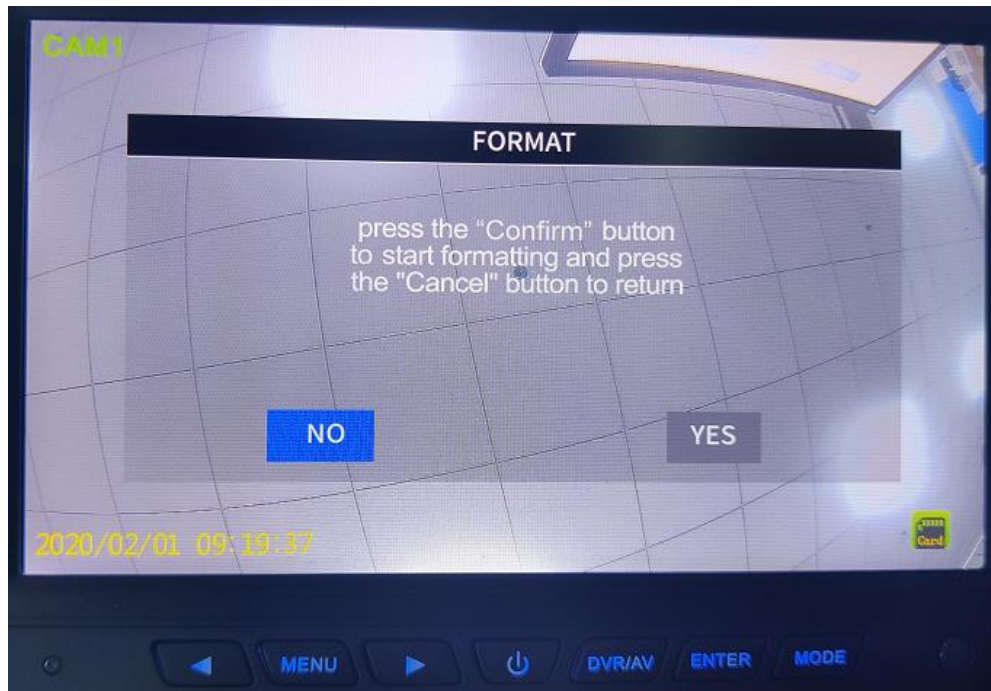 CAM1
FORMAT
press the “Confirm” button
to start formatting and press
the "Cancel" button to return
NO YES
2020/02/01 09:19:37
Card
MENU DVR/AV ENTER MODE